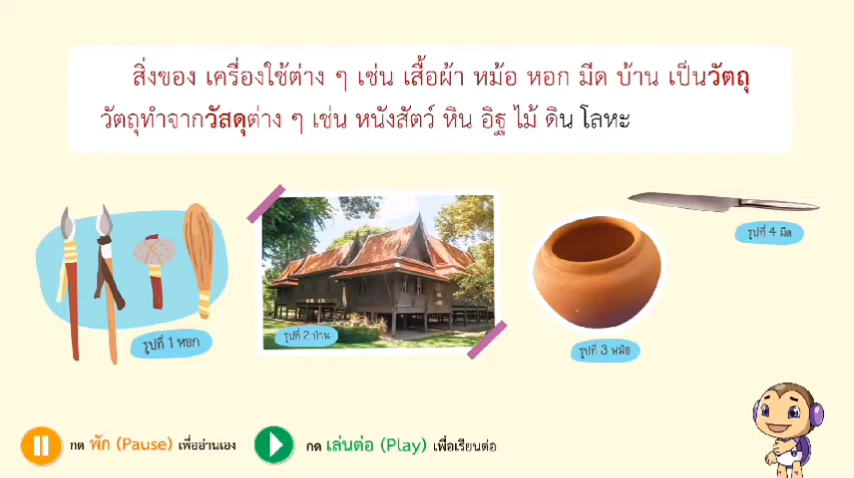 สิ่งของ เครื่องใช้ต่าง ๆ เช่น เสื้อผ้า หม้อ หอก มีด บ้าน เป็นวัตถุ
วัตถุทำจากวัสดุต่าง ๆ เช่น หนังสัตว์ หิน อิฐ ไม้ ดิน โลหะ
รูปที่ 4 มีด
รูปที่ 1 หอก
รูปที่ 2 บ้าน
รูปที่ 3 หม้อ
กด พัก (Pause) เพื่ออ่านเอง
กด เล่นต่อ (Play) เพื่อเรียนต่อ